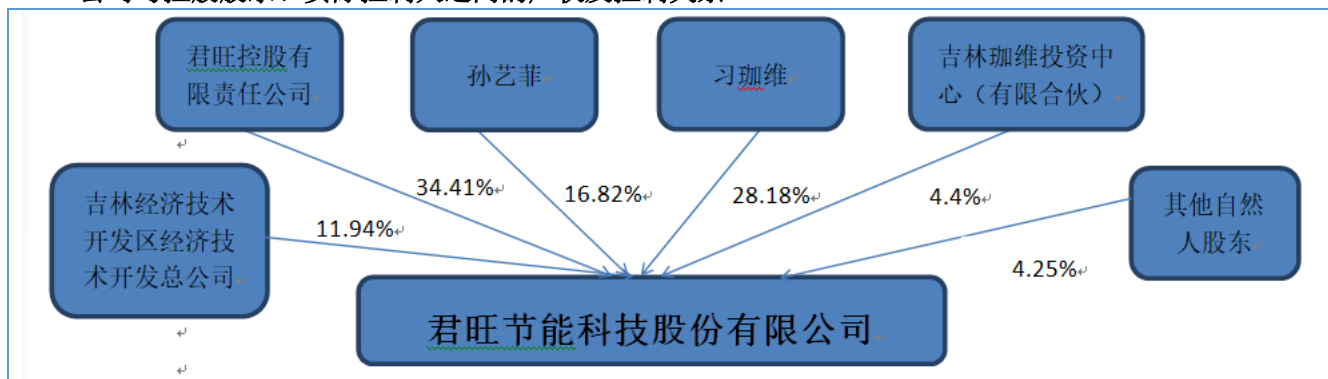 君旺控股有
限责任公司
孙艺菲
习珈维
吉林珈维投资中
心（有限合伙）
吉林经济技术
开发区经济技
术开发总公司
其他自然
人股东
34.41%
16.82%
28.18%
4.4%
11.94%
4.25%
君旺节能科技股份有限公司